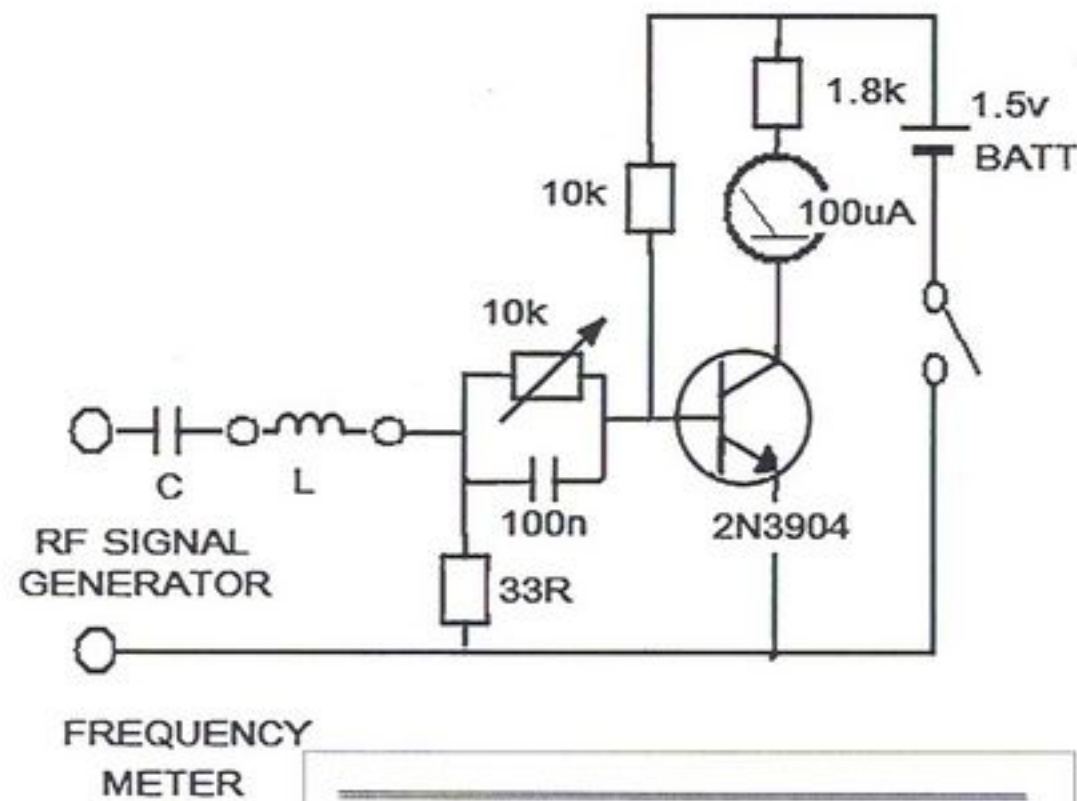 1.8k
1.5v
BATT
10k
100uA
10k
C
L
100n
2N3904
RF SIGNAL
GENERATOR
33R
FREQUENCY
METER